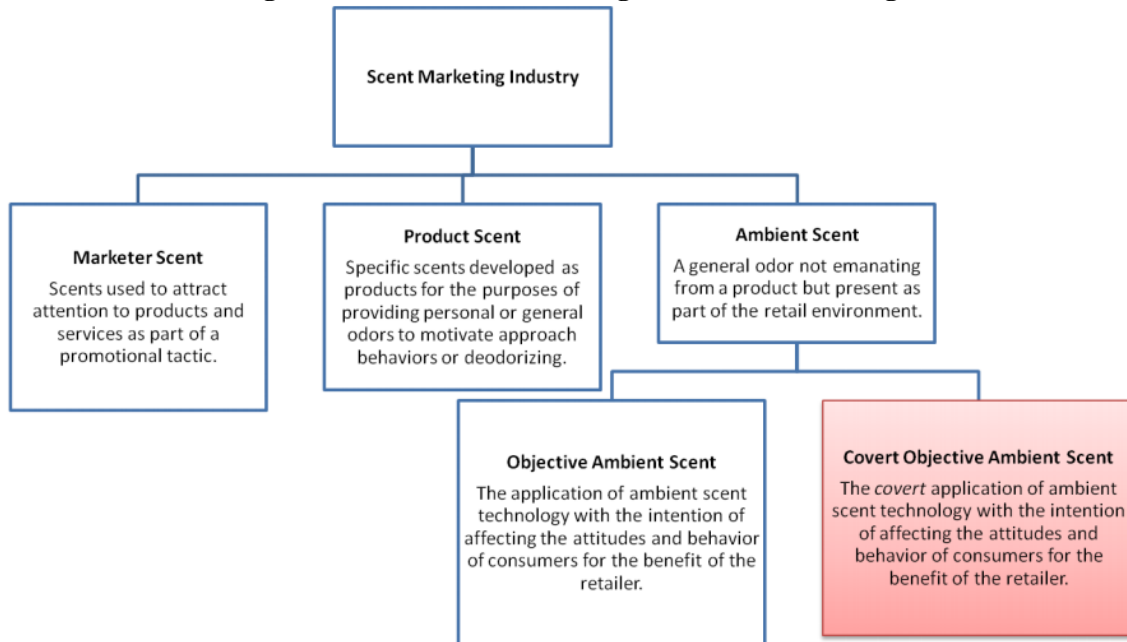 Scent Marketing Industry
Marketer Scent
Scents used to attract
attention to products and
services as part of a
promotional tactic.
Product Scent
Specific scents developed as
products for the purposes of
providing personal or general
odors to motivate approach
behaviors or deodorizing.
Ambient Scent
A general odor not emanating
from a product but present as
part of the retail environment.
Objective Ambient Scent
The application of ambient scent
technology with the intention of
affecting the attitudes and behavior
of consumers for the benefit of the
retailer.
Covert Objective Ambient Scent
The covert application of ambient
scent technology with the intention
of affecting the attitudes and
behavior of consumers for the
benefit of the retailer.